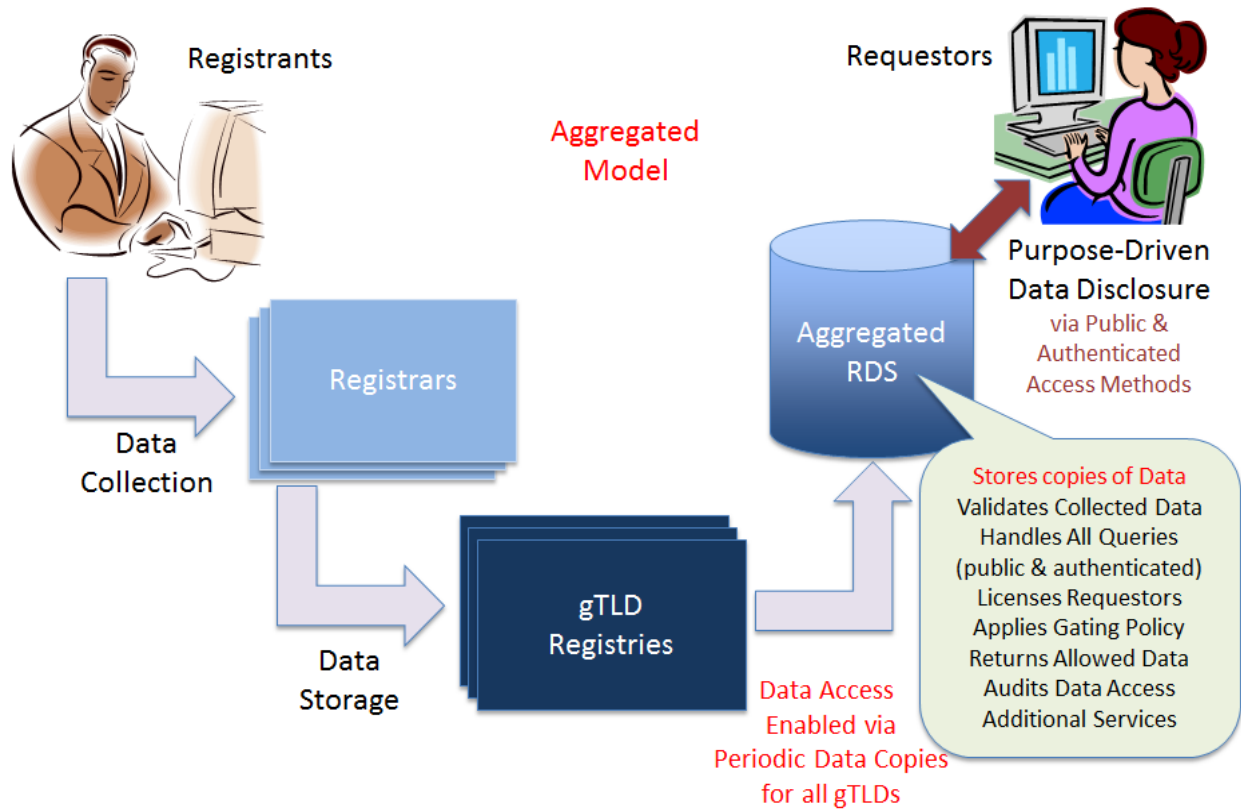 Registrants
Requestors
Aggregated
Model
Registrars
Data
Collection
gTLD
Registries
Data
Storage
Data Access
Enabled via
Periodic Data Copies
for all gTLDs
Aggregated
RDS
Purpose-Driven
Data Disclosure
via Public &
Authenticated
Access Methods
Stores copies of Data
Validates Collected Data
Handles All Queries
(public & authenticated)
Licenses Requestors
Applies Gating Policy
Returns Allowed Data
Audits Data Access
Additional Services